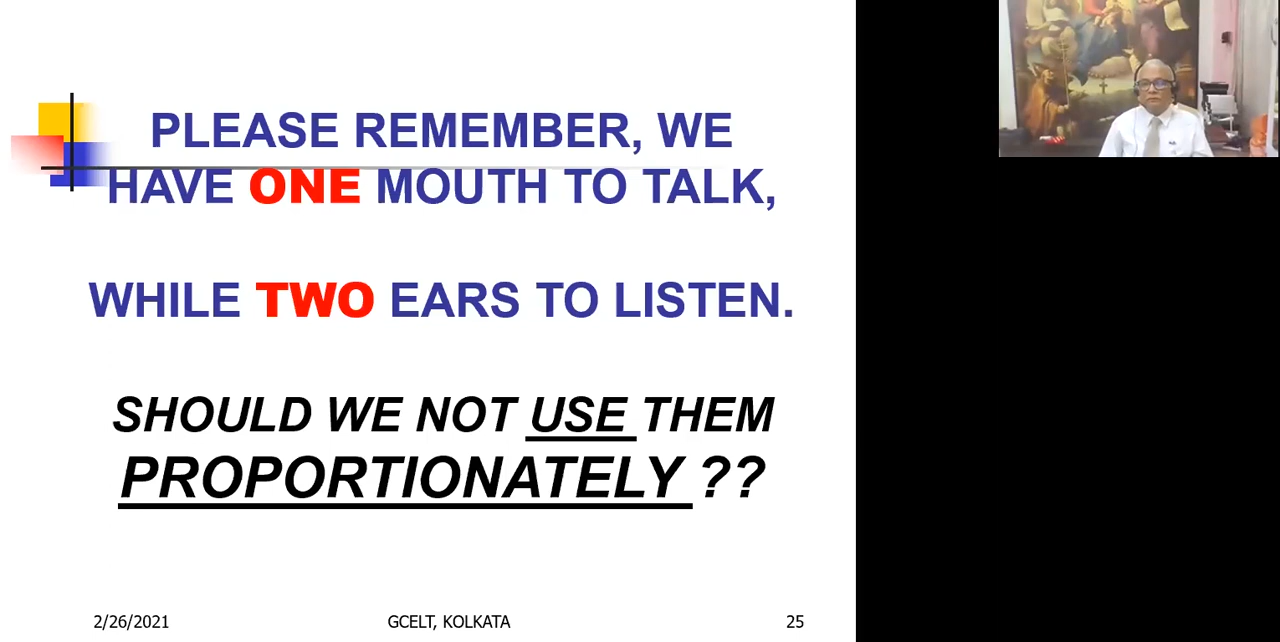 PLEASE REMEMBER, WE
HAVE ONE MOUTH TO TALK,
WHILE TWO EARS TO LISTEN.
SHOULD WE NOT USE THEM
PROPORTIONATELY ??
2/26/2021
GCELT, KOLKATA
25